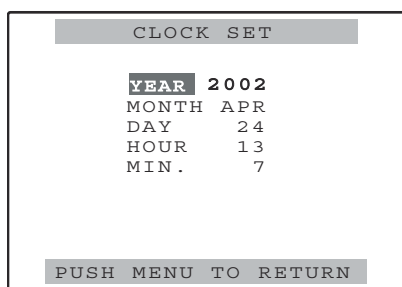 CLOCK SET
YEAR 2002
MONTH APR
DAY 24
HOUR 13
MIN. 7
PUSH MENU TO RETURN